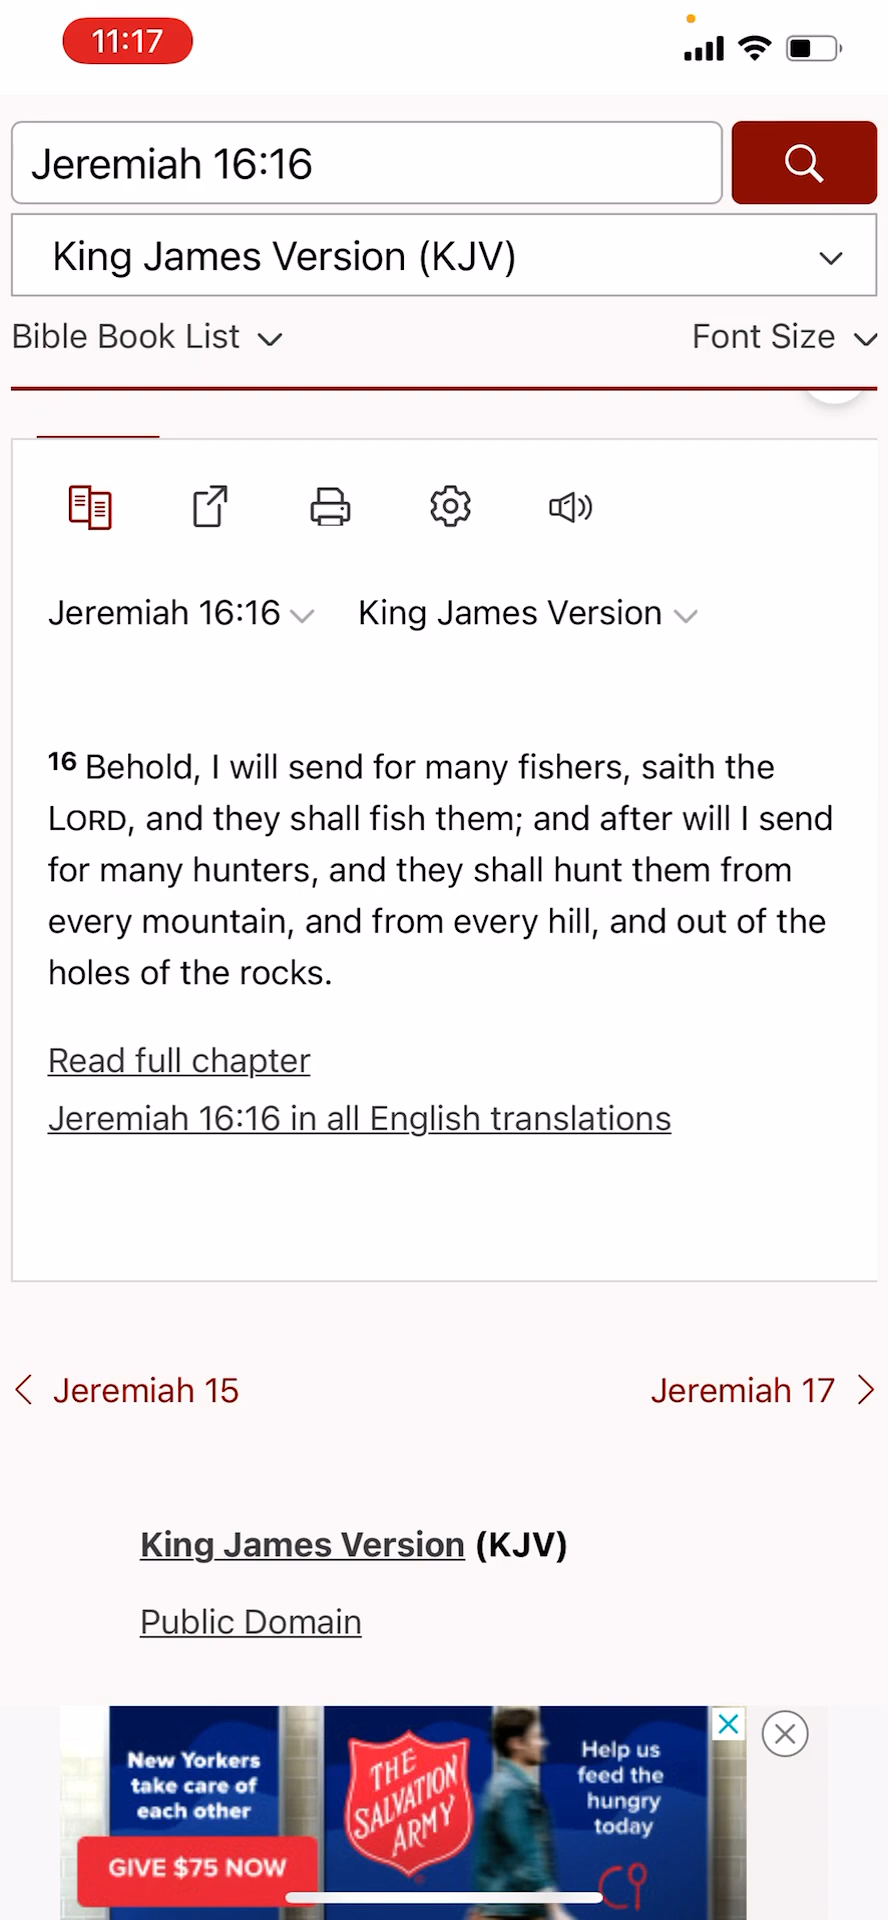 11:17
Jeremiah 16:16
King James Version (KJV)
Bible Book List
Font Size
Jeremiah 16:16
King James Version
16 Behold, I will send for many fishers, saith the
LORD, and they shall fish them; and after will I send
for many hunters, and they shall hunt them from
every mountain, and from every hill, and out of the
holes of the rocks.
Read full chapter
Jeremiah 16:16 in all English translations
Jeremiah 15
Jeremiah 17
King James Version (KJV)
Public Domain
New Yorkers
take care of
each other
GIVE $75 NOW
THE
SALVATION
ARMY
Help us
feed the
hungry
today